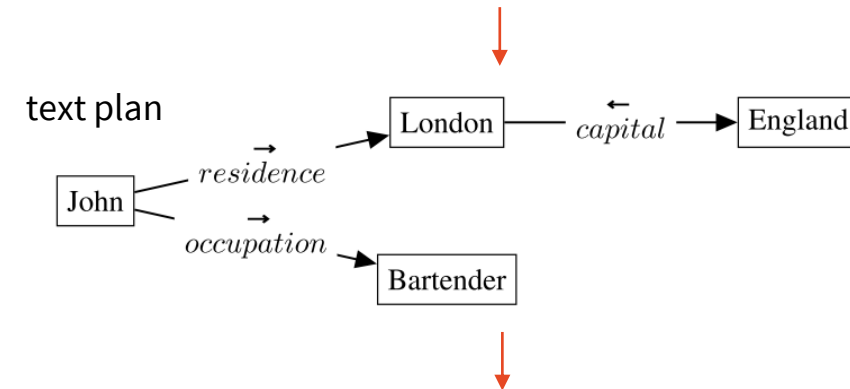 text plan
London
capital
England
residence
John
occupation
Bartender